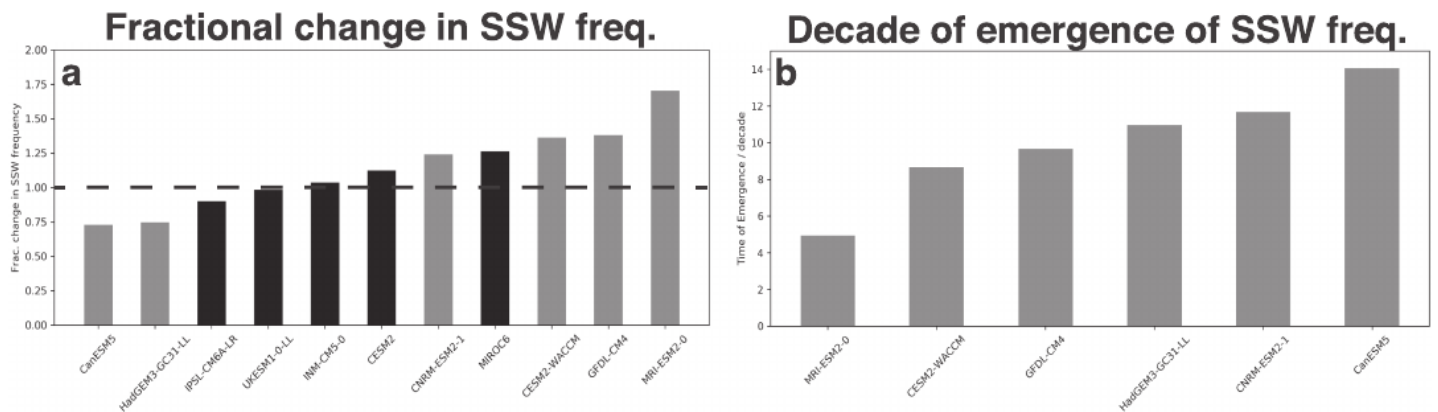 Fractional change in SSW freq.
a
Frac. change in SSW frequency
2.00
1.75
1.50
1.25
1.00
0.75
0.50
0.25
0.00
CanESM5
HadGEM3-GC31-LL
IPSL-CM6A-LR
UKESM1-0-LL
INM-CM5-0
CESM2
CNRM-ESM2-1
MIROC6
CESM2-WACCM
GFDL-CM4
MRI-ESM2-0
Decade of emergence of SSW freq.
b
Time of Emergence / decade
14
12
10
8
6
4
2
0
MRI-ESM2-0
CESM2-WACCM
GFDL-CM4
HadGEM3-GC31-LL
CNRM-ESM2-1
CanESM5